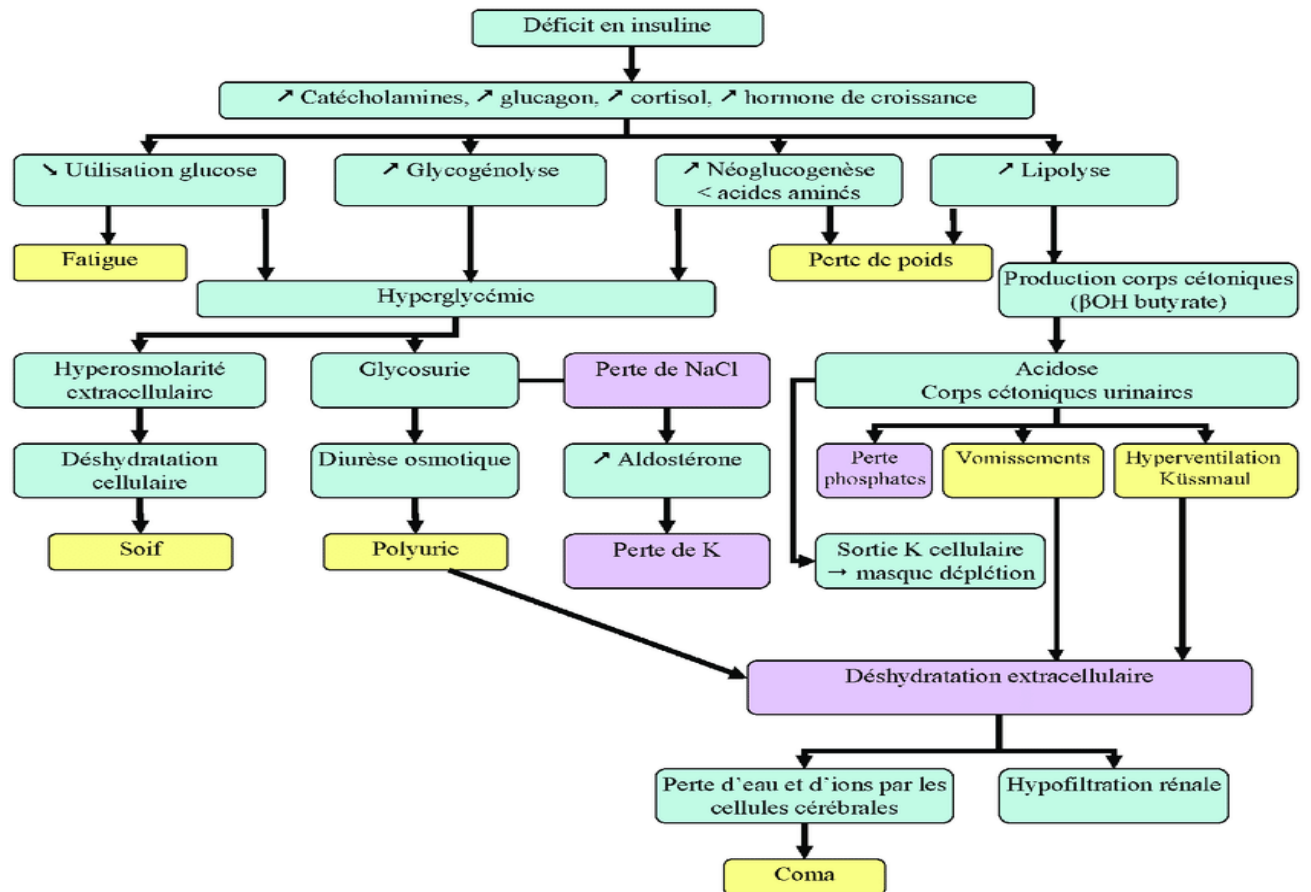 Déficit en insuline
↗ Catécholamines, ↗ glucagon, ↗ cortisol, ↗ hormone de croissance
↘ Utilisation glucose
↗ Glycogénolyse
↗ Néoglucogenèse
< acides aminés
↗ Lipolyse
Fatigue
Perte de poids
Hyperglycémie
Production corps cétoniques
(βOH butyrate)
Hyperosmolarité
extracellulaire
Glycosurie
Perte de NaCl
Acidose
Corps cétoniques urinaires
Déshydratation
cellulaire
Diurèse osmotique
↗ Aldostérone
Perte
phosphates
Vomissements
Hyperventilation
Küssmaul
Soif
Polyurie
Perte de K
Sortie K cellulaire
→ masque déplétion
Déshydratation extracellulaire
Perte d'eau et d'ions par les
cellules cérébrales
Hypofiltration rénale
Coma